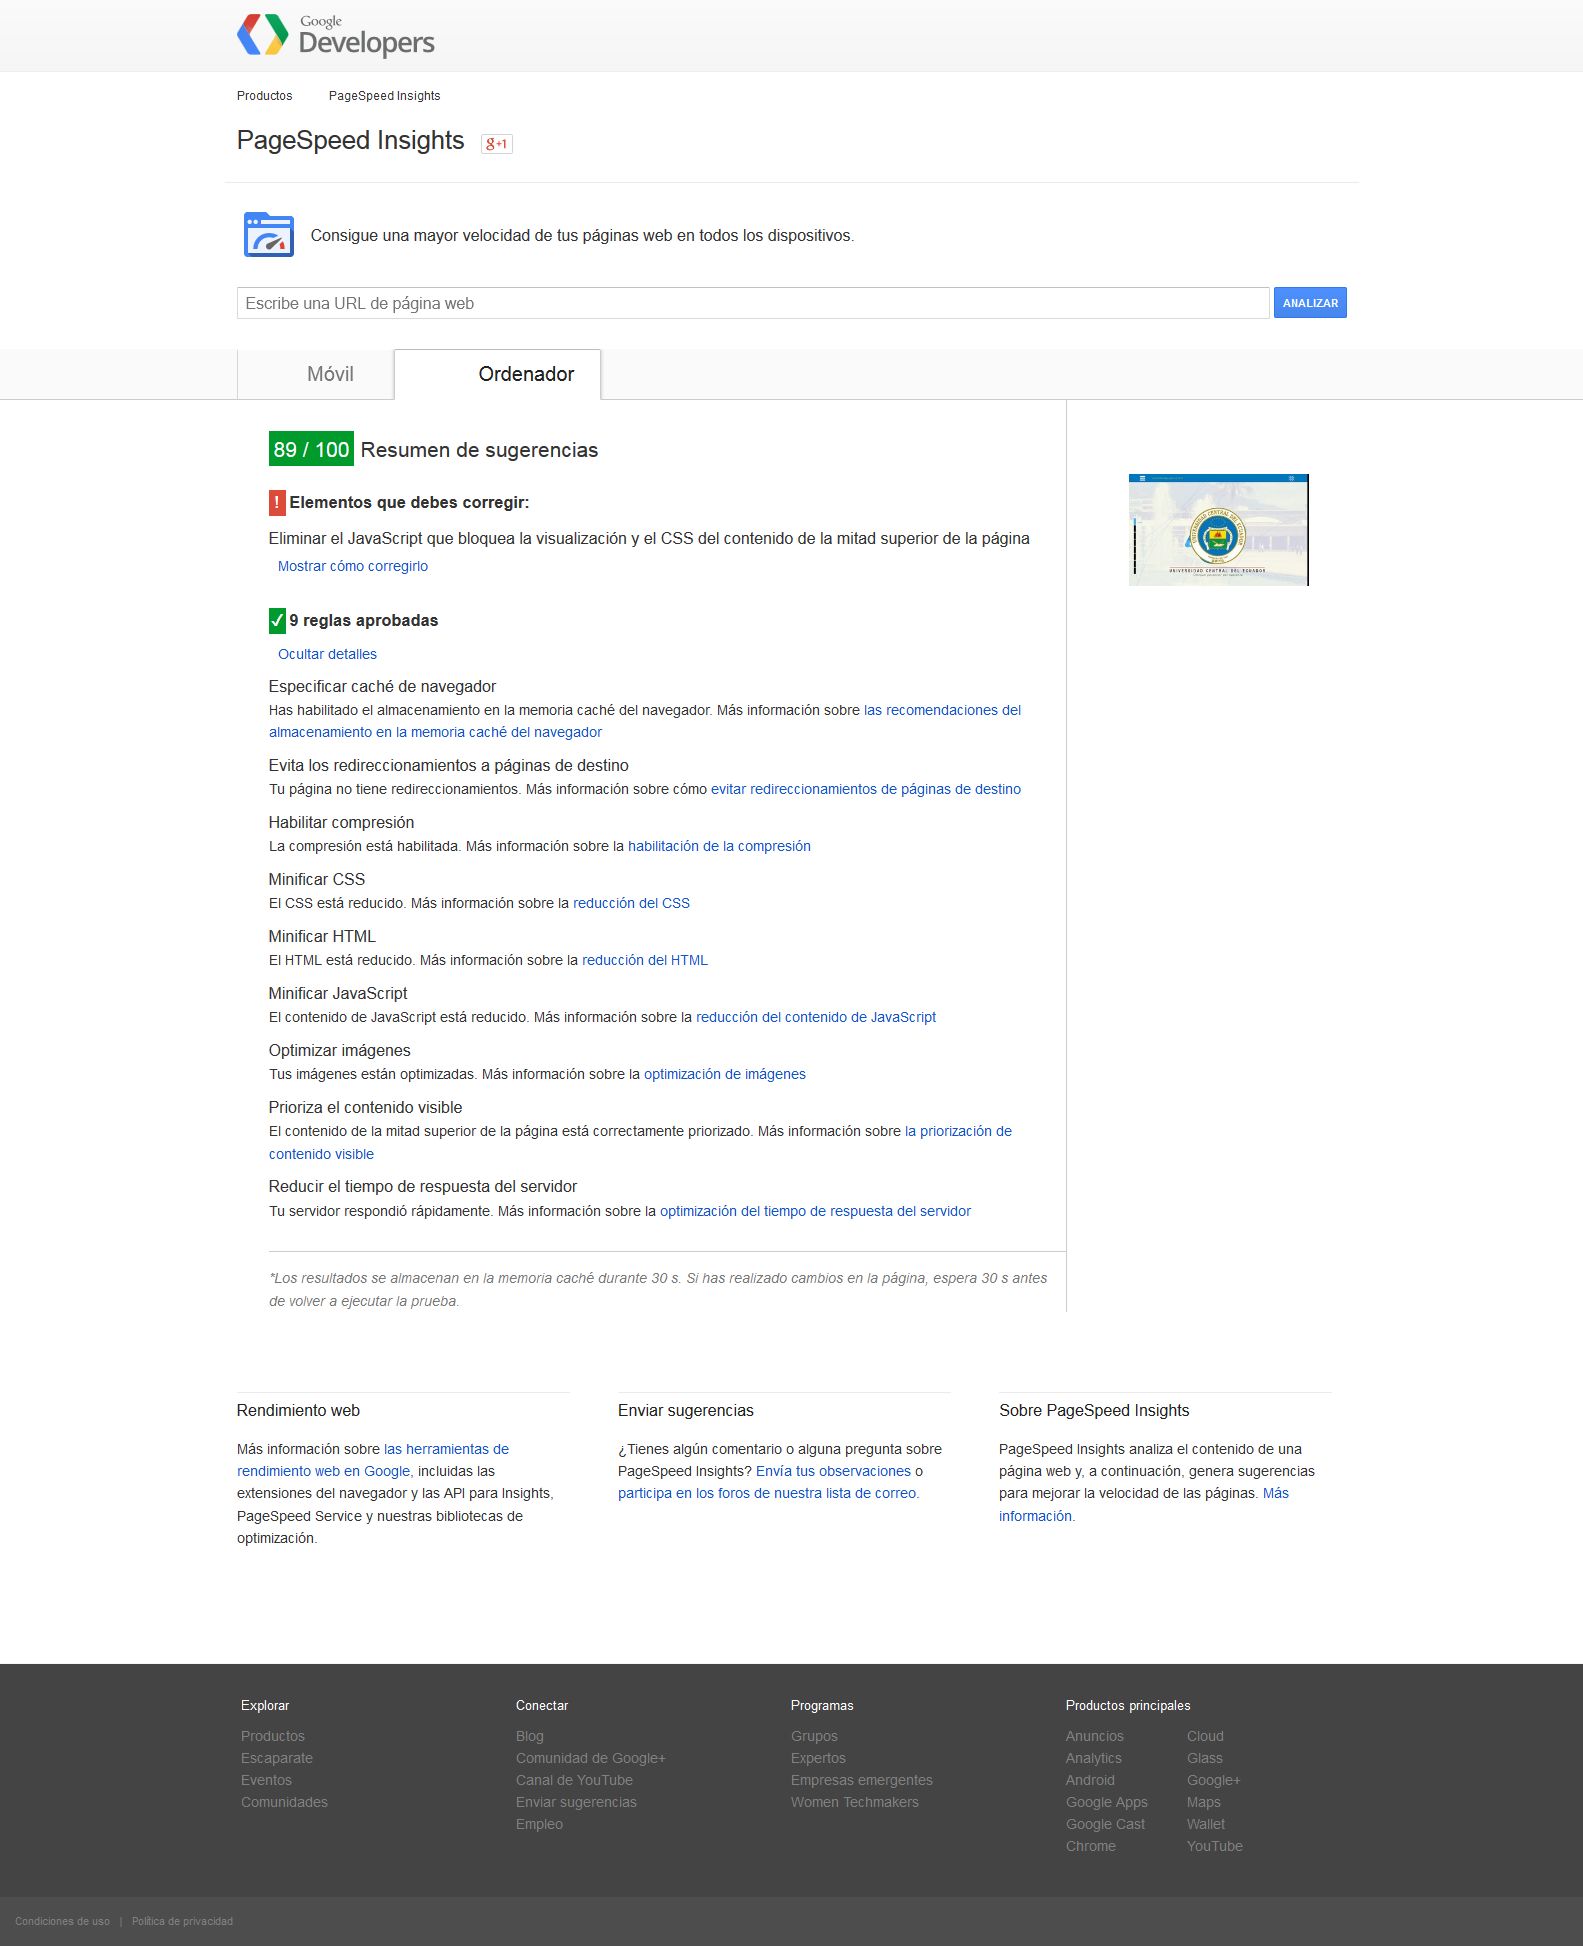 Google
Developers
Productos PageSpeed Insights
PageSpeed Insights g+1
Consigue una mayor velocidad de tus páginas web en todos los dispositivos.
Escribe una URL de página web ANALIZAR
Móvil Ordenador
89 / 100 Resumen de sugerencias
! Elementos que debes corregir:
Eliminar el JavaScript que bloquea la visualización y el CSS del contenido de la mitad superior de la página
Mostrar cómo corregirlo
✓ 9 reglas aprobadas
Ocultar detalles
Especificar caché de navegador
Has habilitado el almacenamiento en la memoria caché del navegador. Más información sobre las recomendaciones del
almacenamiento en la memoria caché del navegador
Evita los redireccionamientos a páginas de destino
Tu página no tiene redireccionamientos. Más información sobre cómo evitar redireccionamientos de páginas de destino
Habilitar compresión
La compresión está habilitada. Más información sobre la habilitación de la compresión
Minificar CSS
El CSS está reducido. Más información sobre la reducción del CSS
Minificar HTML
El HTML está reducido. Más información sobre la reducción del HTML
Minificar JavaScript
El contenido de JavaScript está reducido. Más información sobre la reducción del contenido de JavaScript
Optimizar imágenes
Tus imágenes están optimizadas. Más información sobre la optimización de imágenes
Prioriza el contenido visible
El contenido de la mitad superior de la página está correctamente priorizado. Más información sobre la priorización de
contenido visible
Reducir el tiempo de respuesta del servidor
Tu servidor respondió rápidamente. Más información sobre la optimización del tiempo de respuesta del servidor
*Los resultados se almacenan en la memoria caché durante 30 s. Si has realizado cambios en la página, espera 30 s antes
de volver a ejecutar la prueba.
UNIVERSIDAD CENTRAL DEL ECUADOR
Rendimiento web
Más información sobre las herramientas de
rendimiento web en Google, incluidas las
extensiones del navegador y las API para Insights,
PageSpeed Service y nuestras bibliotecas de
optimización.
Enviar sugerencias
¿Tienes algún comentario o alguna pregunta sobre
PageSpeed Insights? Envía tus observaciones o
participa en los foros de nuestra lista de correo.
Sobre PageSpeed Insights
PageSpeed Insights analiza el contenido de una
página web y, a continuación, genera sugerencias
para mejorar la velocidad de las páginas. Más
información.
Explorar
Productos
Escaparate
Eventos
Comunidades
Conectar
Blog
Comunidad de Google+
Canal de YouTube
Enviar sugerencias
Empleo
Programas
Grupos
Expertos
Empresas emergentes
Women Techmakers
Productos principales
Anuncios Cloud
Analytics Glass
Android Google+
Google Apps Maps
Google Cast Wallet
Chrome YouTube
Condiciones de uso | Política de privacidad